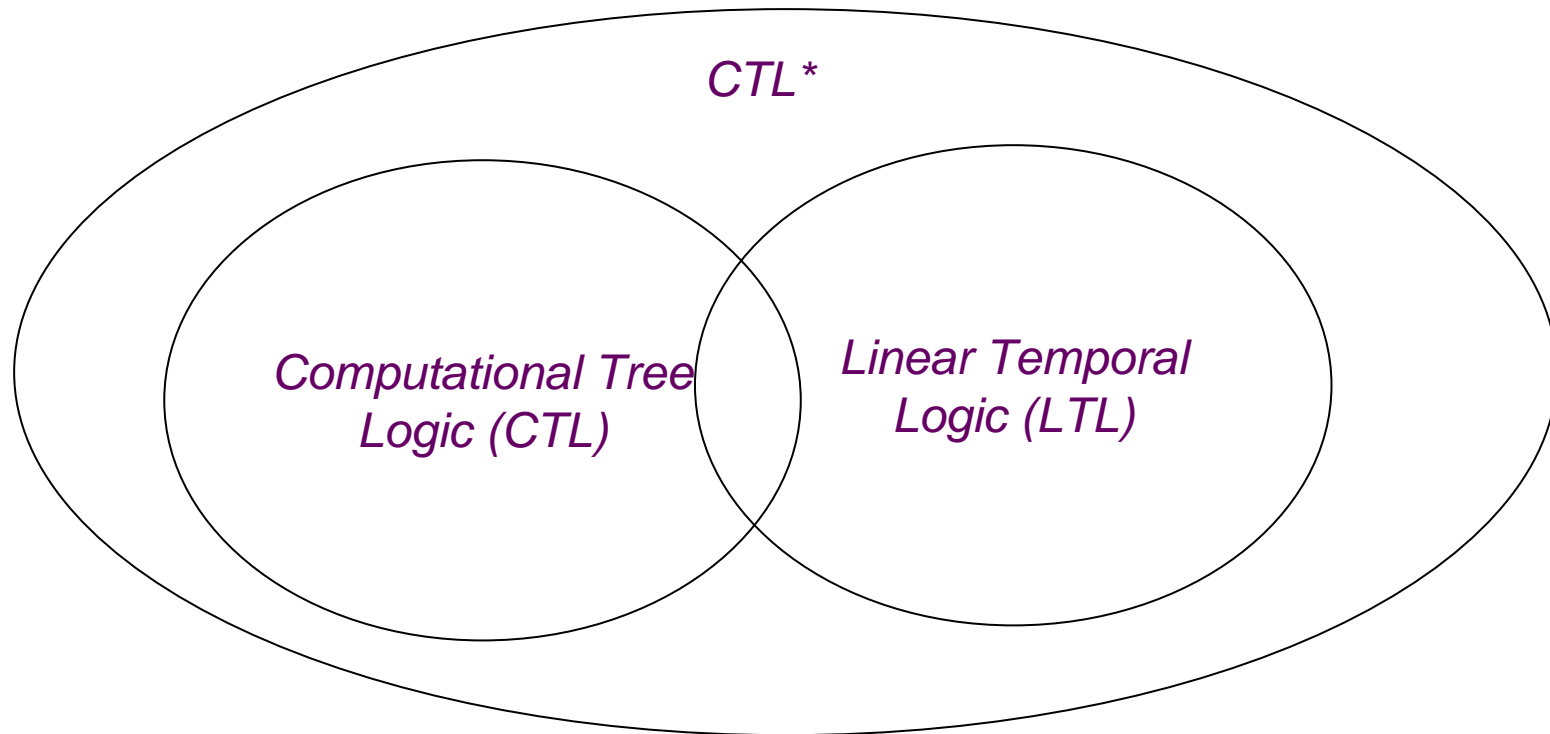 CTL*
Computational Tree
Logic (CTL)
Linear Temporal
Logic (LTL)